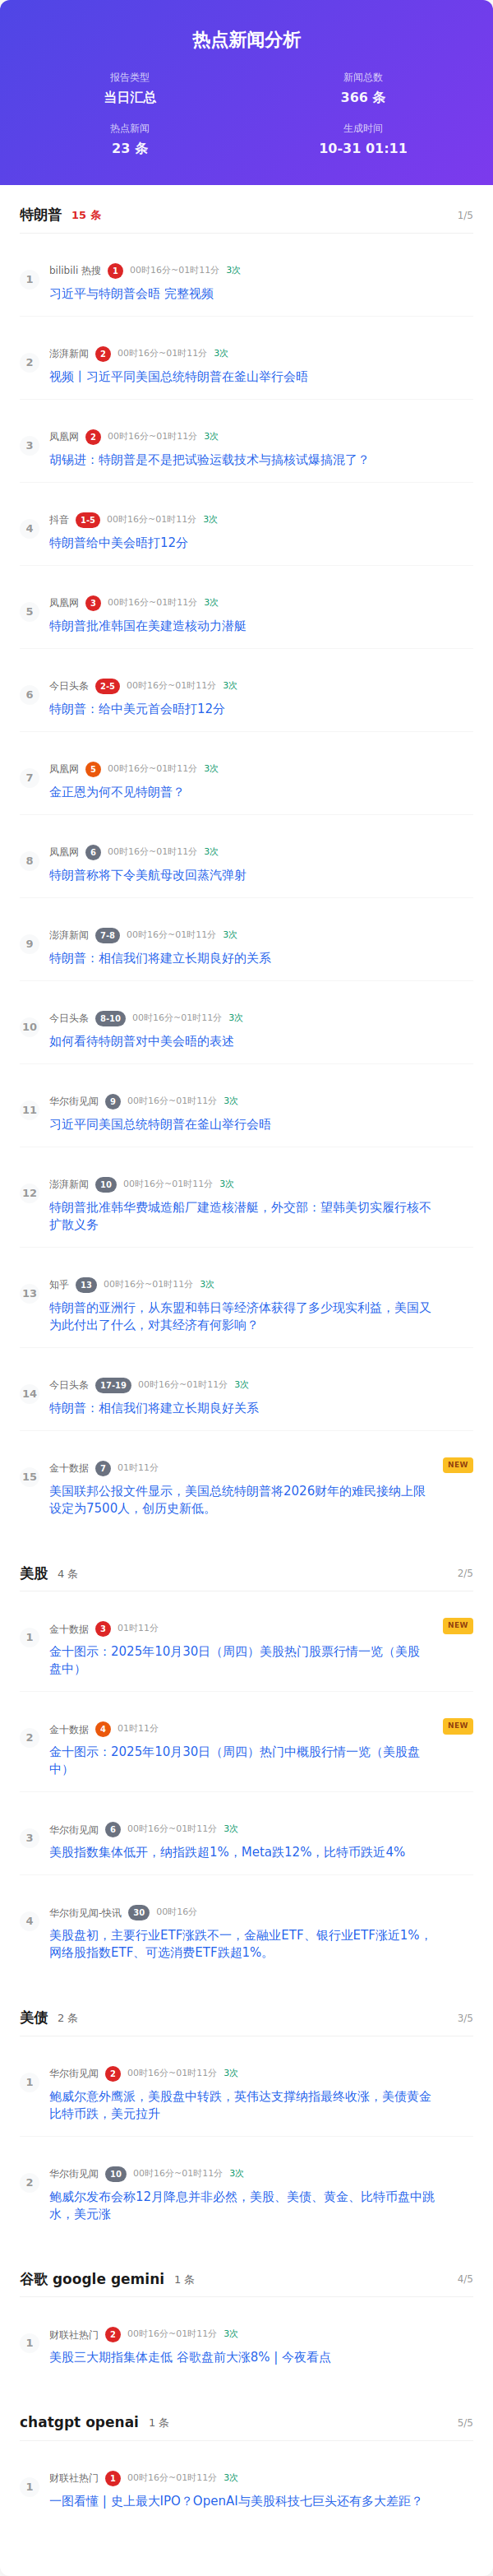 热点新闻分析
报告类型
新闻总数
当日汇总
366 条
热点新闻
生成时间
23 条
10-31 01:11
特朗普 15 条 1/5
1
bilibili 热搜 1 00时16分~01时11分 3次
习近平与特朗普会晤 完整视频
2
澎湃新闻 2 00时16分~01时11分 3次
视频丨习近平同美国总统特朗普在釜山举行会晤
3
凤凰网 2 00时16分~01时11分 3次
胡锡进：特朗普是不是把试验运载技术与搞核试爆搞混了？
4
抖音 1-5 00时16分~01时11分 3次
特朗普给中美会晤打12分
5
凤凰网 3 00时16分~01时11分 3次
特朗普批准韩国在美建造核动力潜艇
6
今日头条 2-5 00时16分~01时11分 3次
特朗普：给中美元首会晤打12分
7
凤凰网 5 00时16分~01时11分 3次
金正恩为何不见特朗普？
8
凤凰网 6 00时16分~01时11分 3次
特朗普称将下令美航母改回蒸汽弹射
9
澎湃新闻 7-8 00时16分~01时11分 3次
特朗普：相信我们将建立长期良好的关系
10
今日头条 8-10 00时16分~01时11分 3次
如何看待特朗普对中美会晤的表述
11
华尔街见闻 9 00时16分~01时11分 3次
习近平同美国总统特朗普在釜山举行会晤
12
澎湃新闻 10 00时16分~01时11分 3次
特朗普批准韩华费城造船厂建造核潜艇，外交部：望韩美切实履行核不
扩散义务
13
知乎 13 00时16分~01时11分 3次
特朗普的亚洲行，从东盟和韩日等经济体获得了多少现实利益，美国又
为此付出了什么，对其经济有何影响？
14
今日头条 17-19 00时16分~01时11分 3次
特朗普：相信我们将建立长期良好关系
15
金十数据 7 01时11分 NEW
美国联邦公报文件显示，美国总统特朗普将2026财年的难民接纳上限
设定为7500人，创历史新低。
美股 4 条 2/5
1
金十数据 3 01时11分 NEW
金十图示：2025年10月30日（周四）美股热门股票行情一览（美股
盘中）
2
金十数据 4 01时11分 NEW
金十图示：2025年10月30日（周四）热门中概股行情一览（美股盘
中）
3
华尔街见闻 6 00时16分~01时11分 3次
美股指数集体低开，纳指跌超1%，Meta跌12%，比特币跌近4%
4
华尔街见闻-快讯 30 00时16分
美股盘初，主要行业ETF涨跌不一，金融业ETF、银行业ETF涨近1%，
网络股指数ETF、可选消费ETF跌超1%。
美债 2 条 3/5
1
华尔街见闻 2 00时16分~01时11分 3次
鲍威尔意外鹰派，美股盘中转跌，英伟达支撑纳指最终收涨，美债黄金
比特币跌，美元拉升
2
华尔街见闻 10 00时16分~01时11分 3次
鲍威尔发布会称12月降息并非必然，美股、美债、黄金、比特币盘中跳
水，美元涨
谷歌 google gemini 1 条 4/5
1
财联社热门 2 00时16分~01时11分 3次
美股三大期指集体走低 谷歌盘前大涨8% | 今夜看点
chatgpt openai 1 条 5/5
1
财联社热门 1 00时16分~01时11分 3次
一图看懂 | 史上最大IPO？OpenAI与美股科技七巨头还有多大差距？